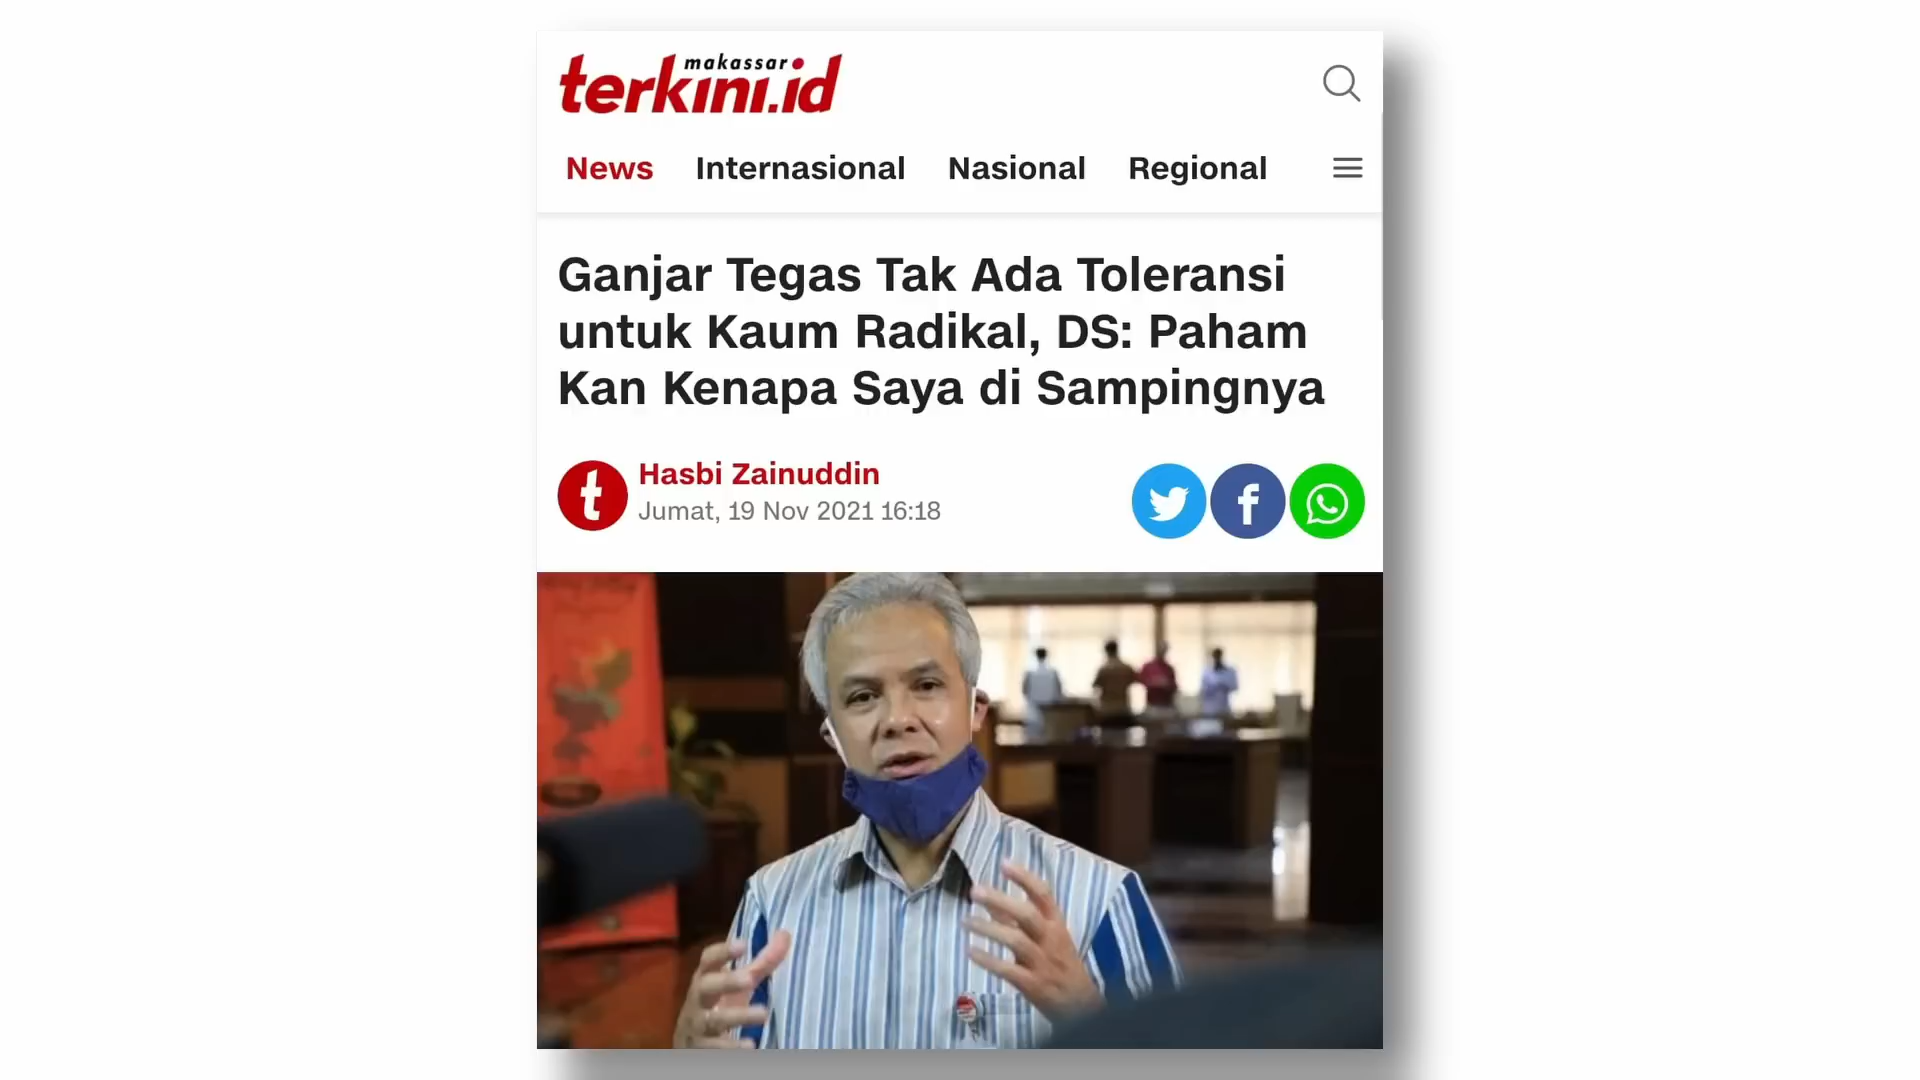 makassar
terkini.id
News Internasional Nasional Regional
Ganjar Tegas Tak Ada Toleransi
untuk Kaum Radikal, DS: Paham
Kan Kenapa Saya di Sampingnya
Hasbi Zainuddin
Jumat, 19 Nov 2021 16:18